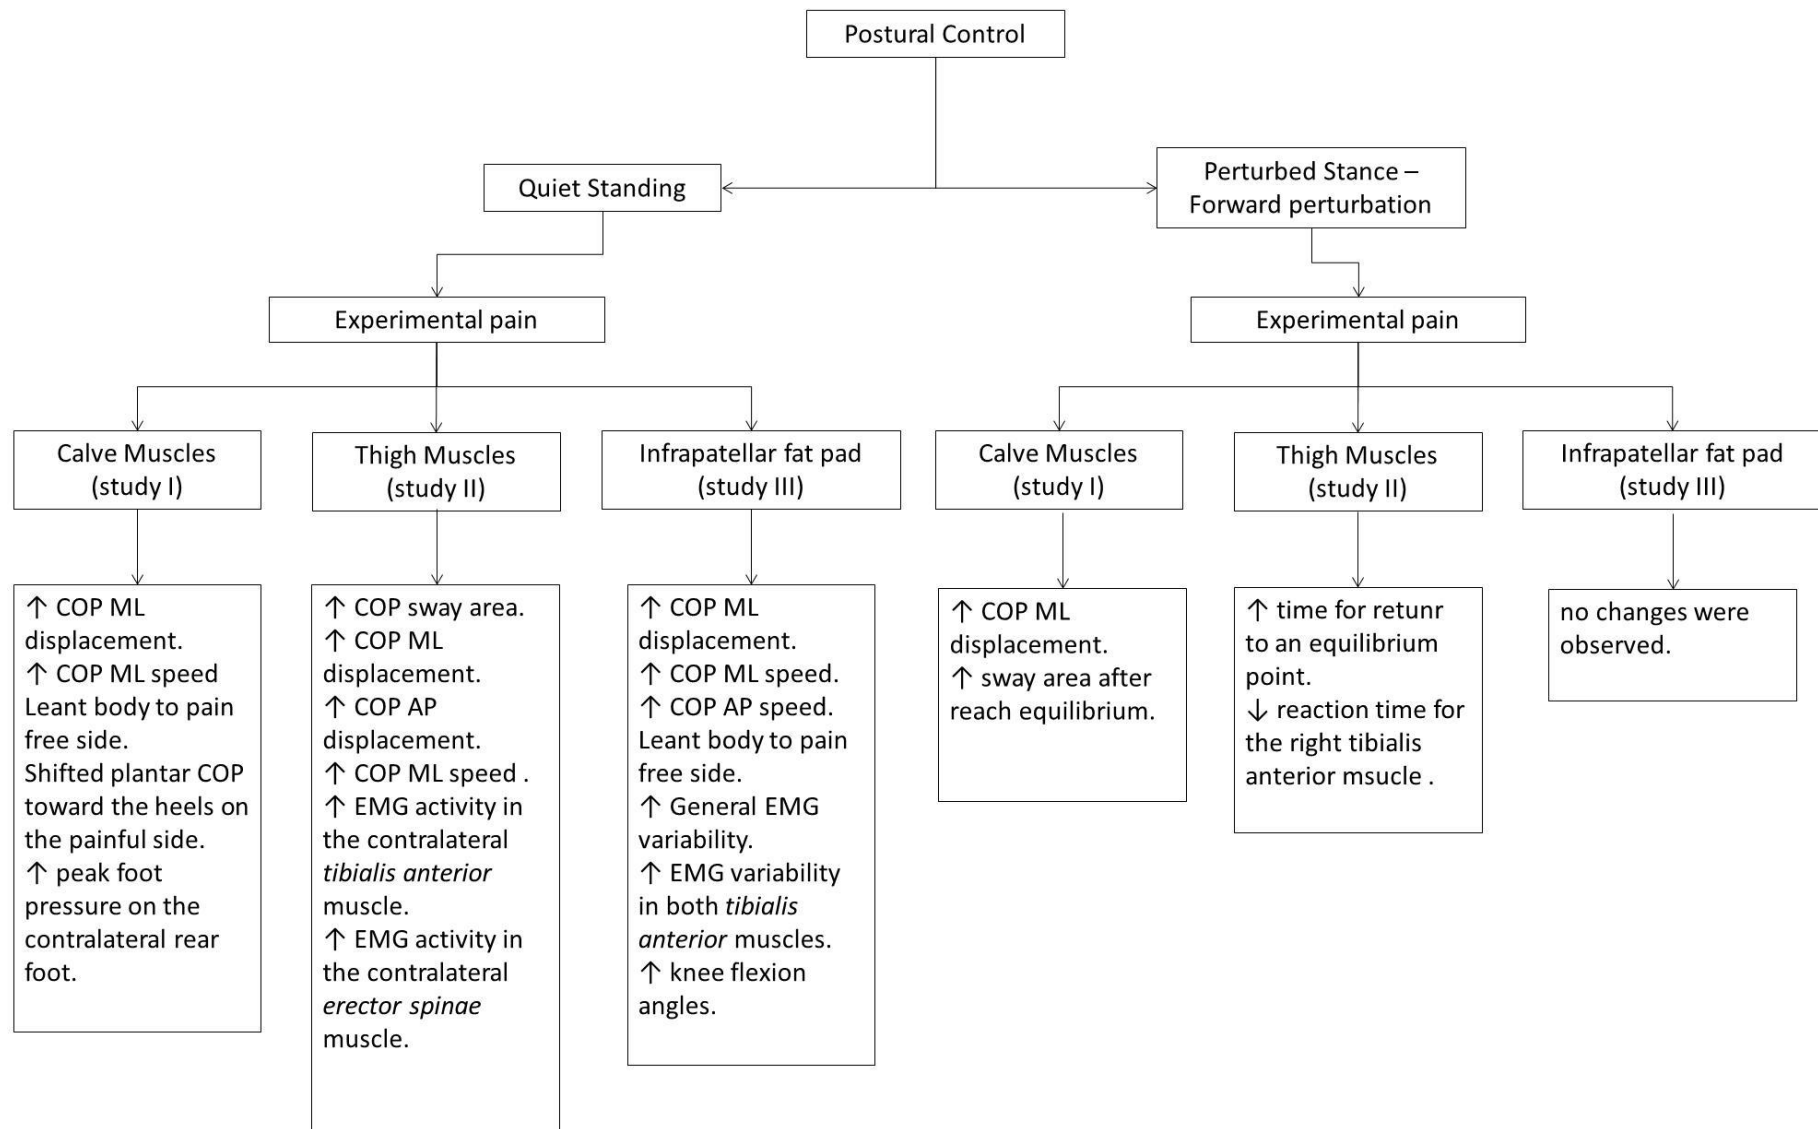 Postural Control
Quiet Standing
Perturbed Stance –
Forward perturbation
Experimental pain
Experimental pain
Calve Muscles
(study I)
Thigh Muscles
(study II)
Infrapatellar fat pad
(study III)
Calve Muscles
(study I)
Thigh Muscles
(study II)
Infrapatellar fat pad
(study III)
↑ COP ML
displacement.
↑ COP ML speed
Leant body to pain
free side.
Shifted plantar COP
toward the heels on
the painful side.
↑ peak foot
pressure on the
contralateral rear
foot.
↑ COP sway area.
↑ COP ML
displacement.
↑ COP AP
displacement.
↑ COP ML speed .
↑ EMG activity in
the contralateral
tibialis anterior
muscle.
↑ EMG activity in
the contralateral
erector spinae
muscle.
↑ COP ML
displacement.
↑ COP ML speed.
↑ COP AP speed.
Leant body to pain
free side.
↑ General EMG
variability.
↑ EMG variability
in both tibialis
anterior muscles.
↑ knee flexion
angles.
↑ COP ML
displacement.
↑ sway area after
reach equilibrium.
↑ time for retunr
to an equilibrium
point.
↓ reaction time for
the right tibialis
anterior msucle .
no changes were
observed.